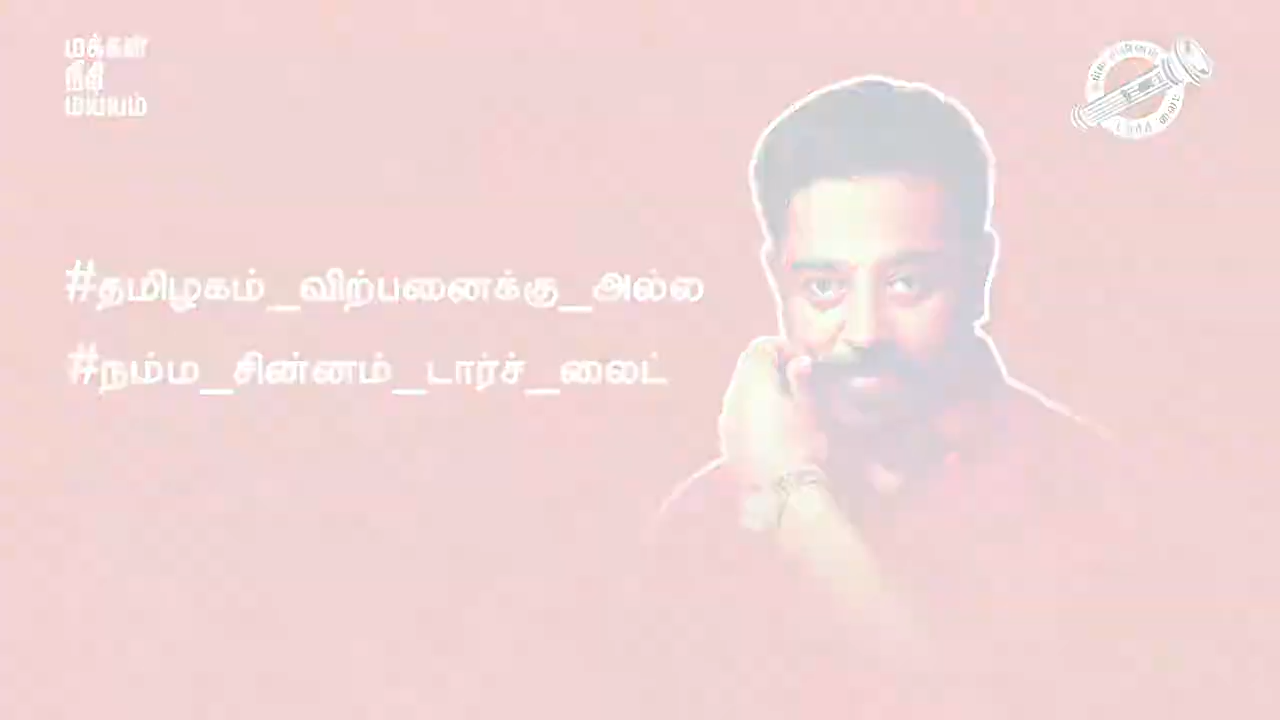 மக்கள்
நீதி
மய்யம்
#தமிழகம்_விற்பனைக்கு_அல்ல
#நம்ம_சின்னம்_டார்ச்_லைட்